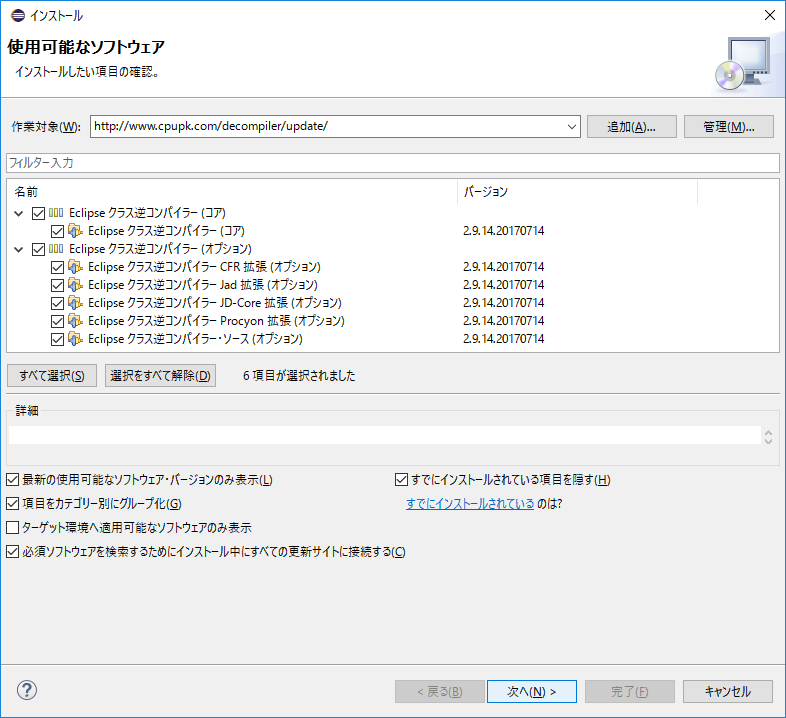 インストール
使用可能なソフトウェア
インストールしたい項目の確認。
作業対象(W): http://www.cpupk.com/decompiler/update/ 追加(A)... 管理(M)...
フィルター入力
名前 バージョン
Eclipse クラス逆コンパイラー (コア)
Eclipse クラス逆コンパイラー (コア) 2.9.14.20170714
Eclipse クラス逆コンパイラー (オプション)
Eclipse クラス逆コンパイラー CFR 拡張 (オプション) 2.9.14.20170714
Eclipse クラス逆コンパイラー Jad 拡張 (オプション) 2.9.14.20170714
Eclipse クラス逆コンパイラー JD-Core 拡張 (オプション) 2.9.14.20170714
Eclipse クラス逆コンパイラー Procyon 拡張 (オプション) 2.9.14.20170714
Eclipse クラス逆コンパイラー・ソース (オプション) 2.9.14.20170714
すべて選択(S) 選択をすべて解除(D) 6 項目が選択されました
詳細
最新の使用可能なソフトウェア・バージョンのみ表示(L) すでにインストールされている項目を隠す(H)
項目をカテゴリー別にグループ化(G) すでにインストールされている のは?
ターゲット環境へ適用可能なソフトウェアのみ表示
必須ソフトウェアを検索するためにインストール中にすべての更新サイトに接続する(C)
? < 戻る(B) 次へ(N) > 完了(F) キャンセル